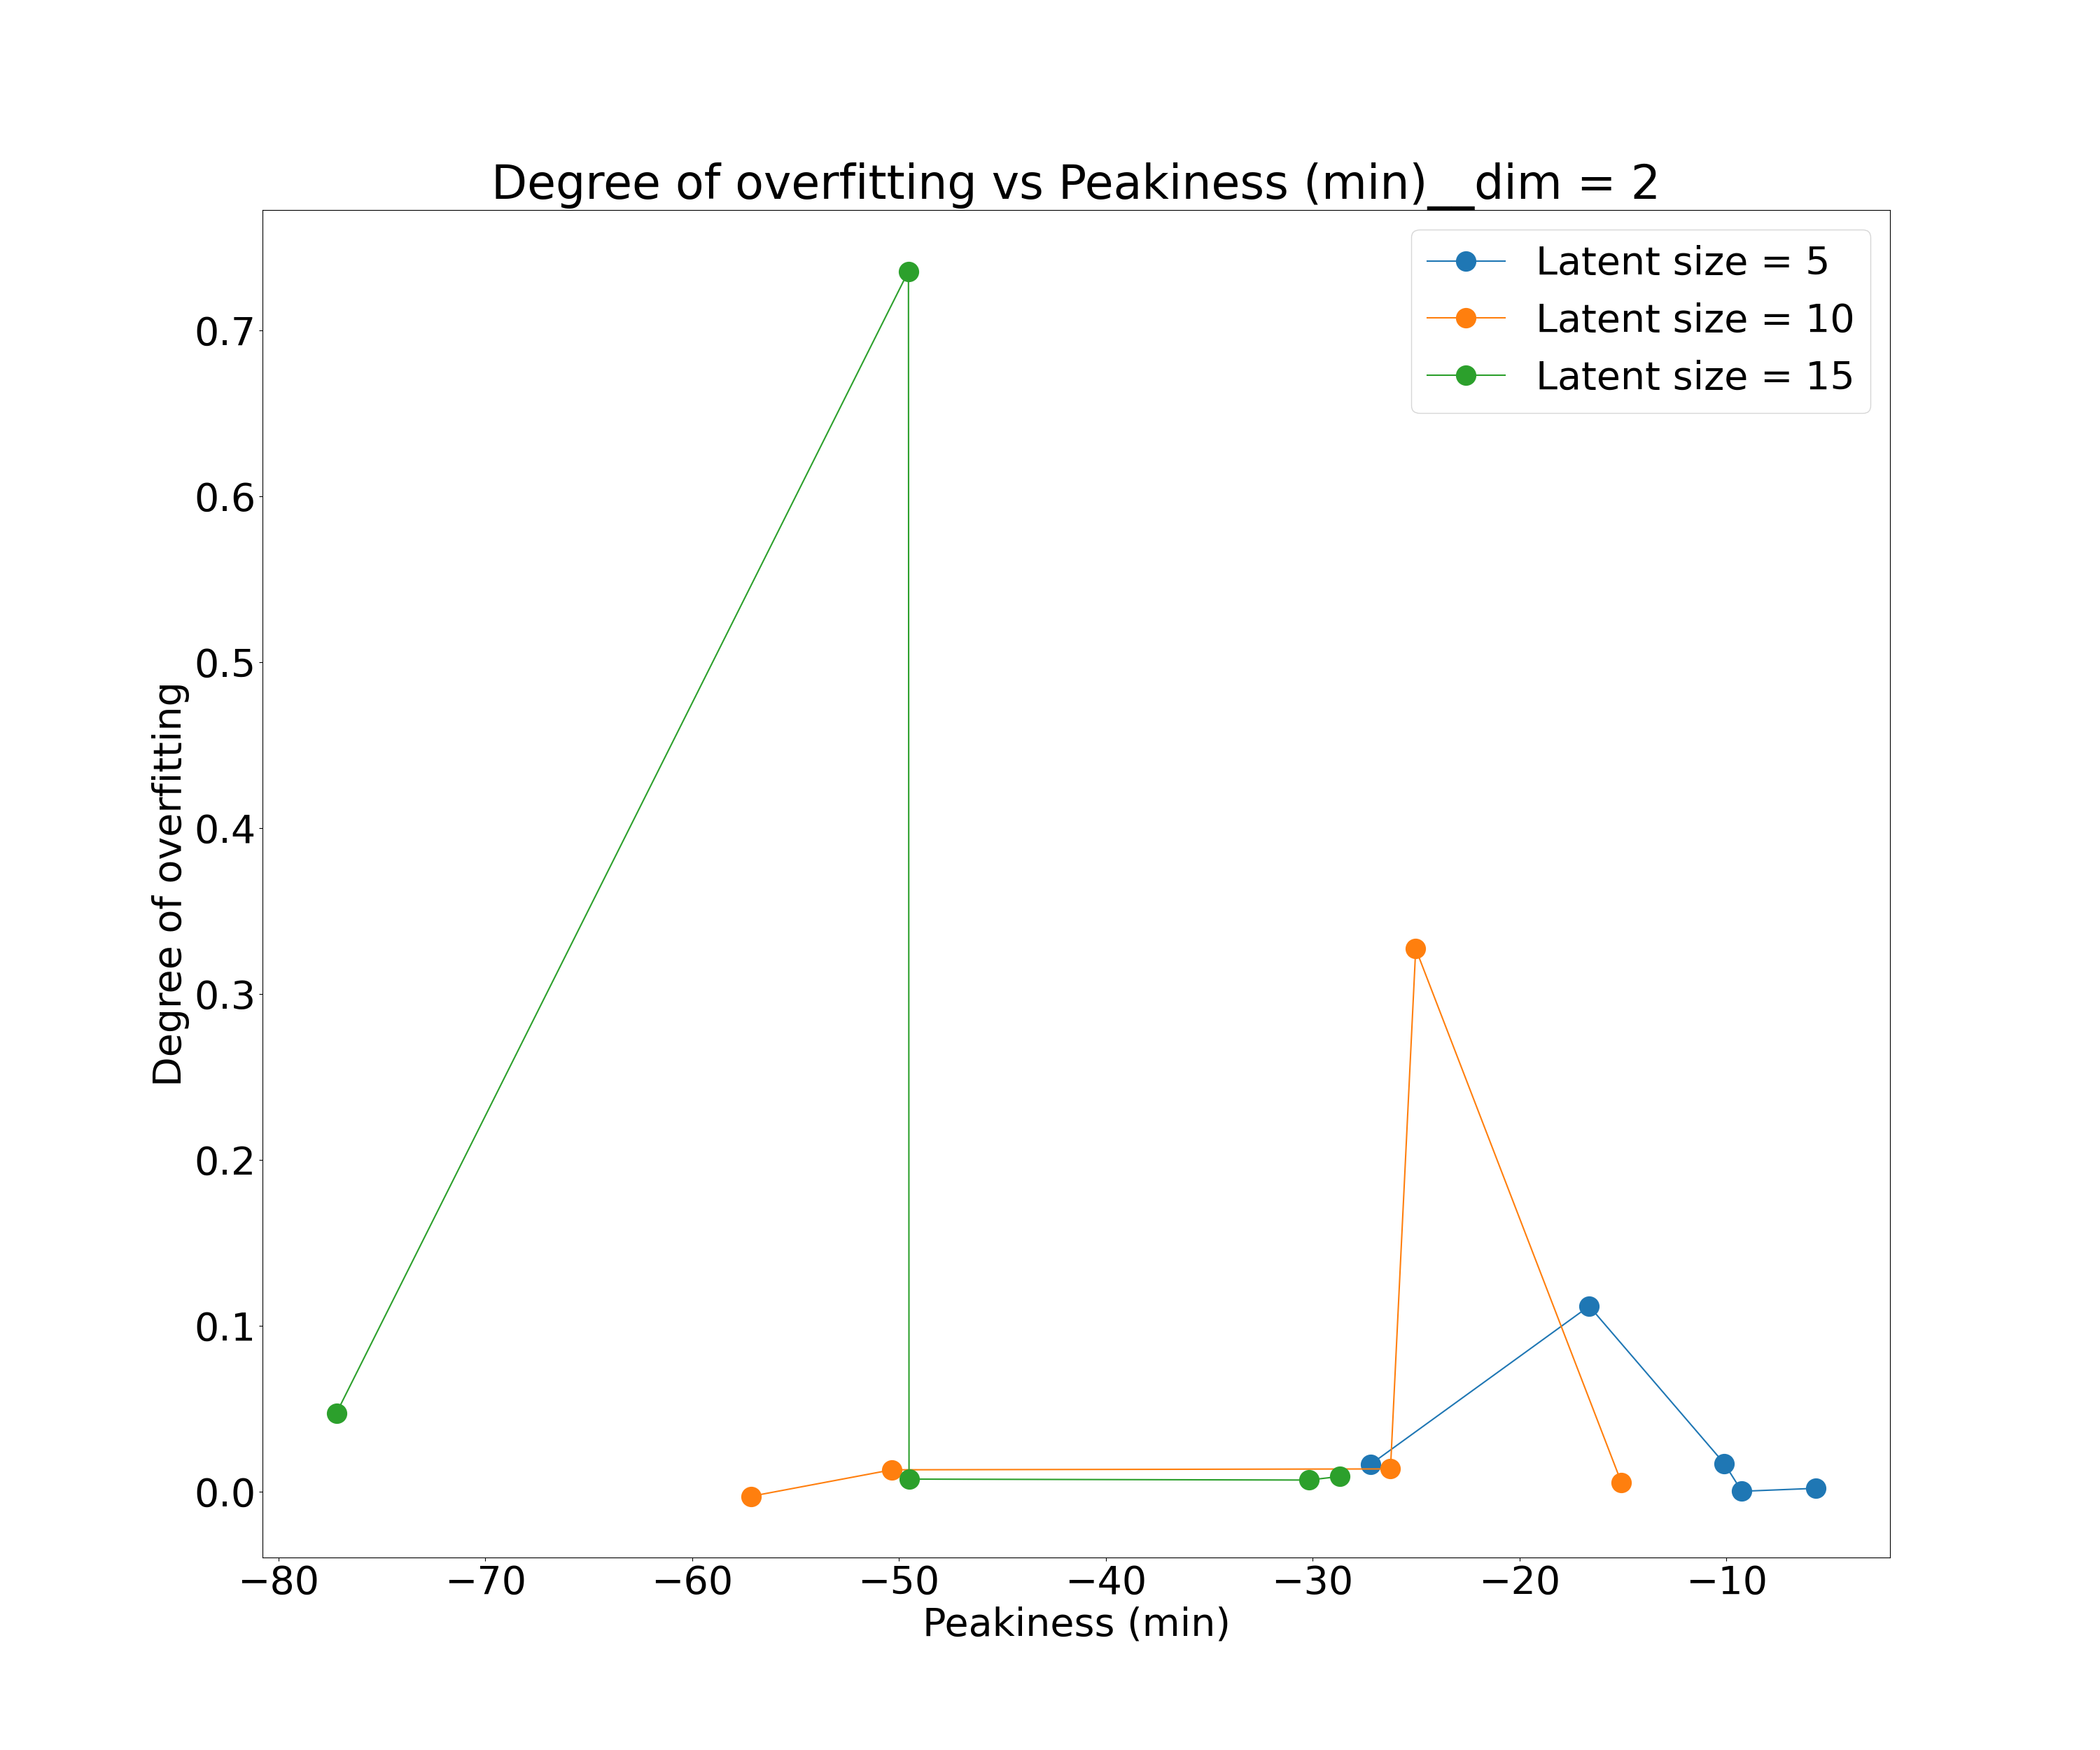 Degree of overfitting vs Peakiness (min)__dim = 2
Latent size = 5
Latent size = 10
Latent size = 15
0.7
0.6
0.5
0.4
0.3
0.2
0.1
0.0
Degree of overfitting
−80 −70 −60 −50 −40 −30 −20 −10
Peakiness (min)